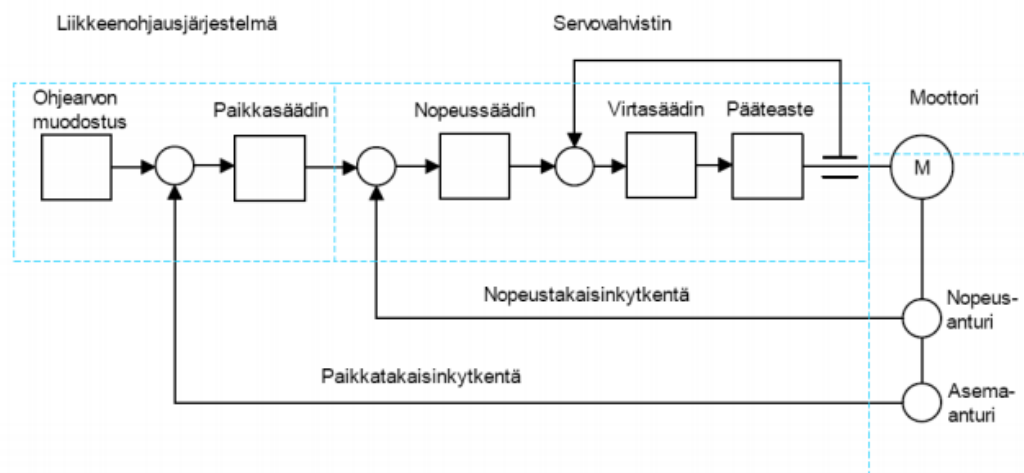 Liikkeenohjausjärjestelmä
Servovahvistin
Ohjearvon
muodostus
Paikkasäädin
Nopeussäädin
Virtasäädin
Pääteaste
Moottori
M
Nopeustakaisinkytkentä
Nopeus-
anturi
Paikkatakaisinkytkentä
Asema-
anturi